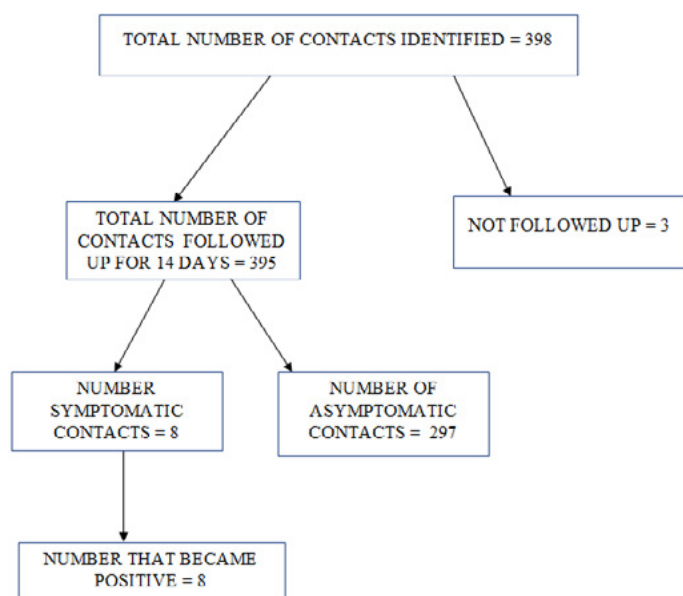 TOTAL NUMBER OF CONTACTS IDENTIFIED = 398
TOTAL NUMBER OF
CONTACTS FOLLOWED
UP FOR 14 DAYS = 395
NOT FOLLOWED UP = 3
NUMBER
SYMPTOMATIC
CONTACTS = 8
NUMBER OF
ASYMPTOMATIC
CONTACTS = 297
NUMBER THAT BECAME
POSITIVE = 8